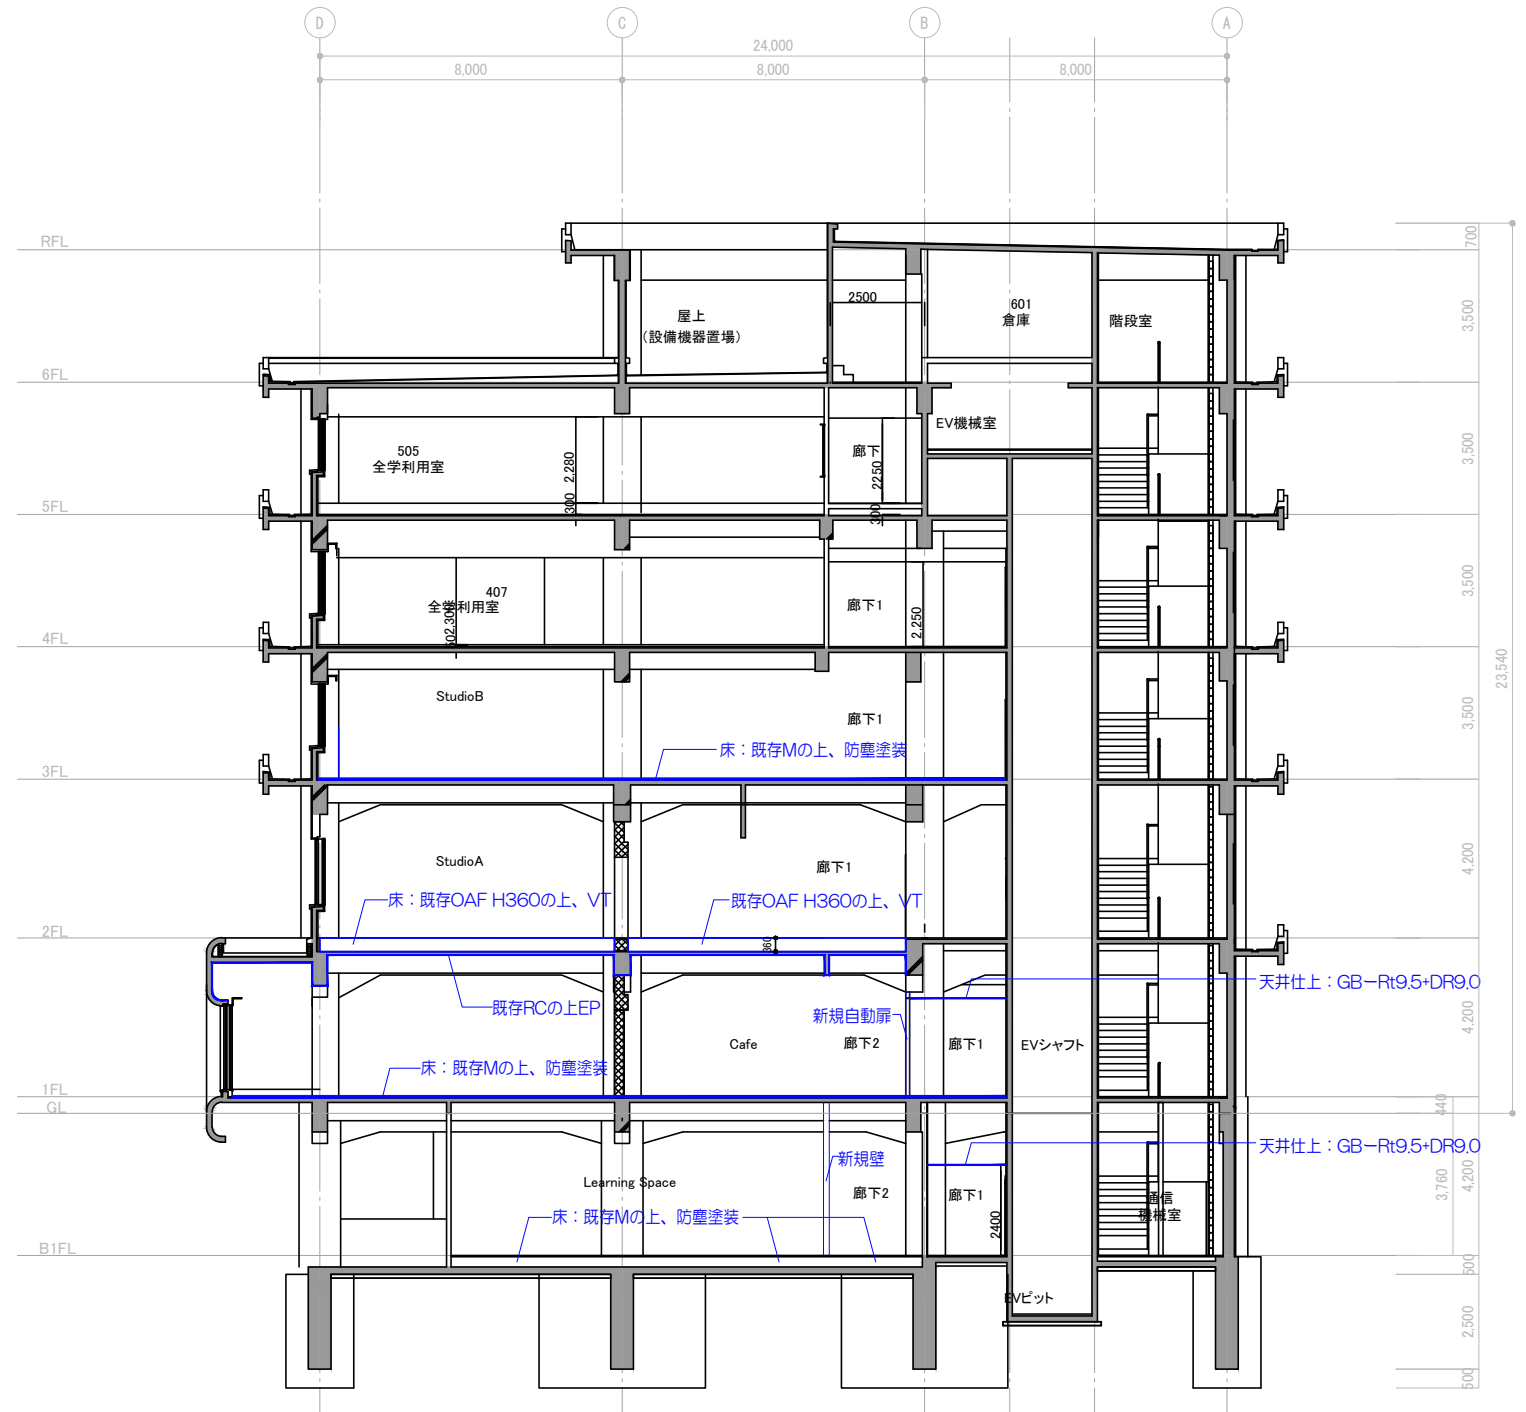 D
C
B
A
24,000
8,000
8,000
8,000
RFL
700
2500
601
倉庫
屋上
(設備機器置場)
階段室
3,500
6FL
EV機械室
505
全学利用室
2,280
300
廊下
2250
300
3,500
5FL
407
全学利用室
廊下1
2,250
3,500
4FL
23,540
StudioB
廊下1
床：既存Mの上、防塵塗装
3,500
3FL
StudioA
廊下1
4,200
床：既存OAF H360の上、VT
既存OAF H360の上、VT
2FL
360
天井仕上：GB-Rt9.5+DR9.0
既存RCの上EP
新規自動扉
4,200
Cafe
廊下2
廊下1
EVシャフト
床：既存Mの上、防塵塗装
1FL
GL
440
天井仕上：GB-Rt9.5+DR9.0
新規壁
Learning Space
廊下2
廊下1
通信
機械室
3,760
4,200
床：既存Mの上、防塵塗装
2400
B1FL
500
EVピット
2,500
500